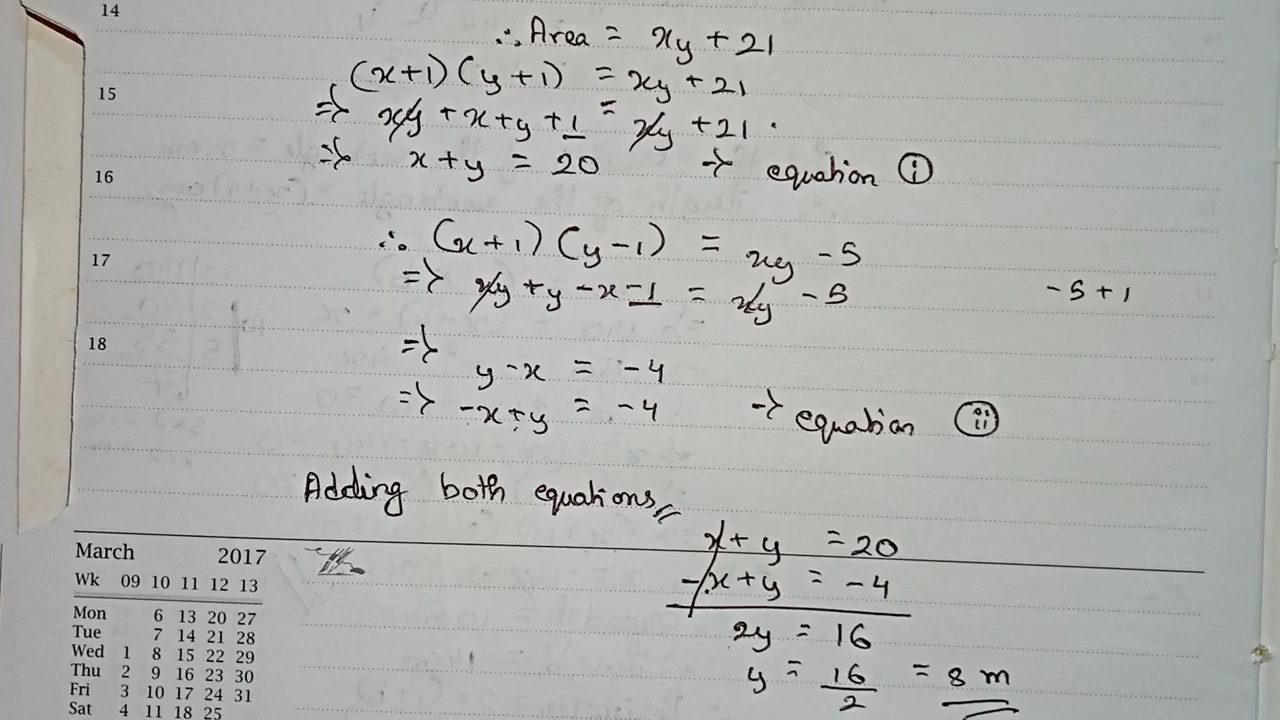 14
∴ Area = xy + 21
(x+1) (y+1) = xy + 21
15
⇒ xy + x + y + 1 = xy + 21
⇒ x + y = 20 → equation (i)
16
∴ (x+1) (y-1) = xy - 5
17
⇒ xy + y - x - 1 = xy - 5 -5+1
18
⇒ y - x = -4
⇒ -x + y = -4 → equation (ii)
Adding both equations,,
x + y = 20
-x + y = -4
2y = 16
y = 16/2 = 8 m
March 2017
Wk 09 10 11 12 13
Mon 6 13 20 27
Tue 7 14 21 28
Wed 1 8 15 22 29
Thu 2 9 16 23 30
Fri 3 10 17 24 31
Sat 4 11 18 25